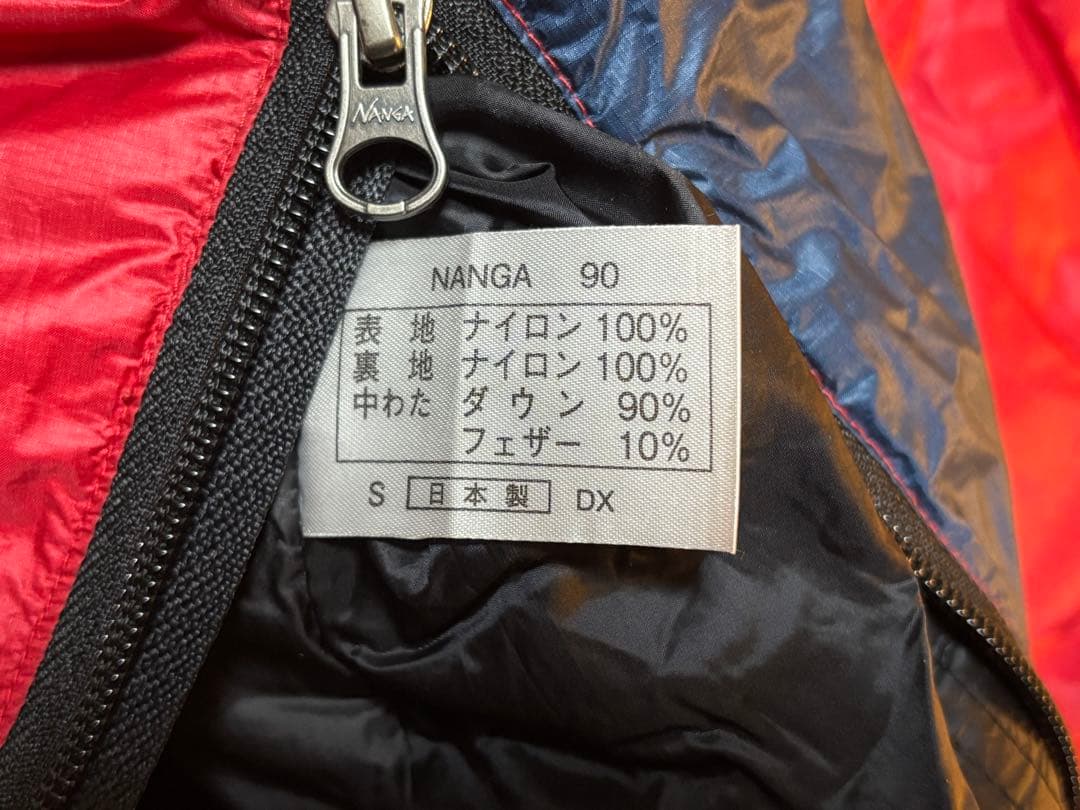 NANGA
NANGA 90
表 地 ナイロン 100%
裏 地 ナイロン 100%
中わた ダ ウ ン 90%
フェザー 10%
S 日本製 DX